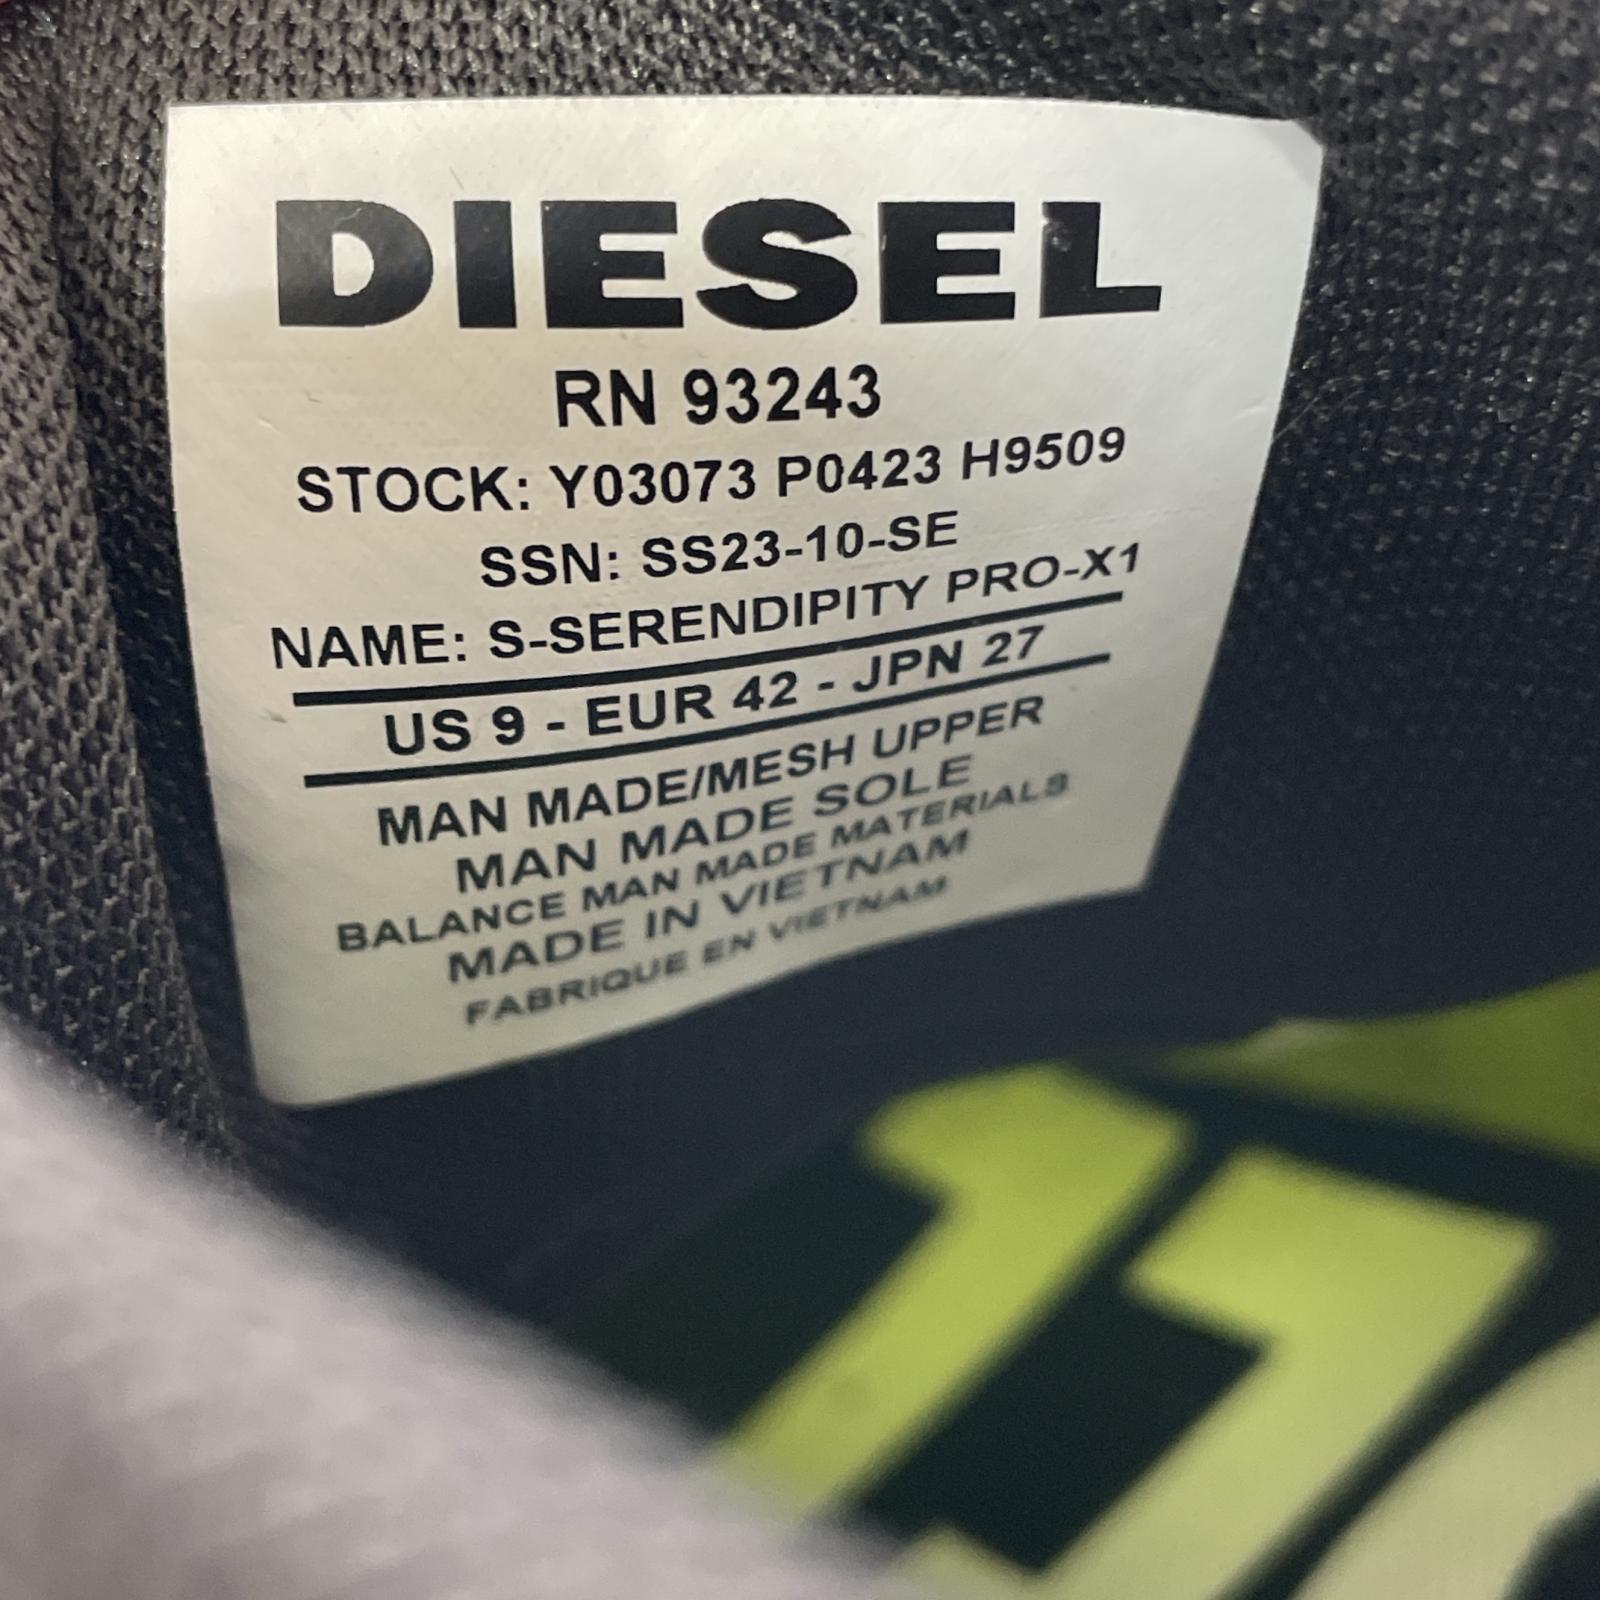 DIESEL
RN 93243
STOCK: Y03073 P0423 H9509
SSN: SS23-10-SE
NAME: S-SERENDIPITY PRO-X1
US 9 - EUR 42 - JPN 27
MAN MADE/MESH UPPER
MAN MADE SOLE
BALANCE MAN MADE MATERIALS
MADE IN VIETNAM
FABRIQUE EN VIETNAM